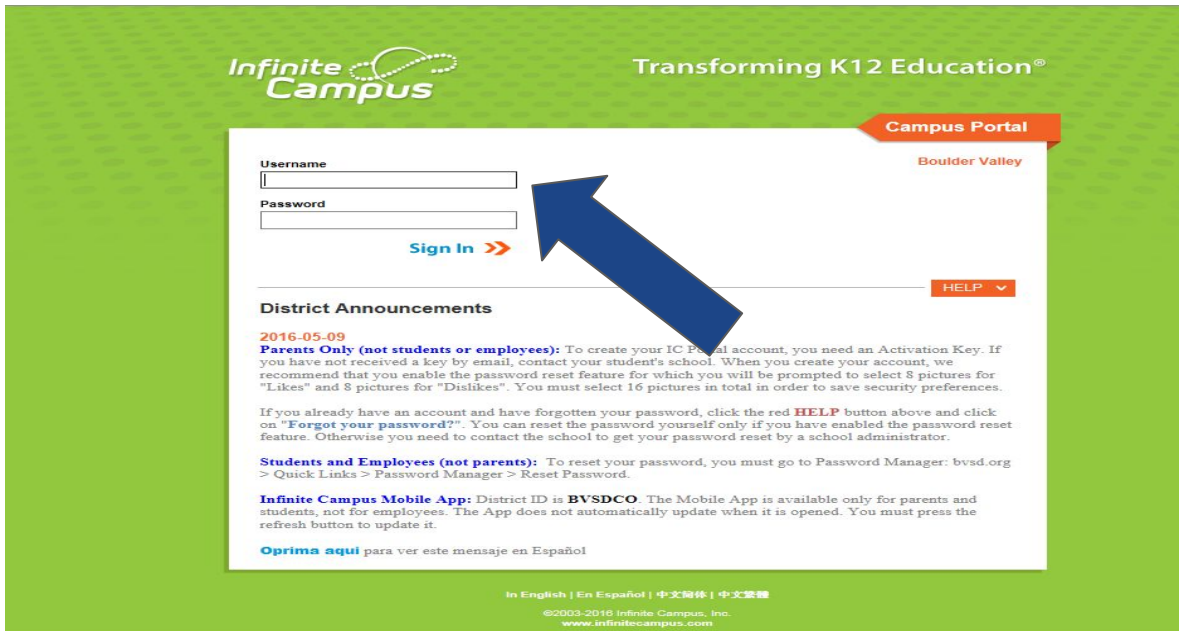 Infinite
Campus
Transforming K12 Education®
Campus Portal
Boulder Valley
Username
Password
Sign In
HELP
District Announcements
2016-05-09
Parents Only (not students or employees): To create your IC Portal account, you need an Activation Key. If
you have not received a key by email, contact your student's school. When you create your account, we
recommend that you enable the password reset feature for which you will be prompted to select 8 pictures for
"Likes" and 8 pictures for "Dislikes". You must select 16 pictures in total in order to save security preferences.
If you already have an account and have forgotten your password, click the red HELP button above and click
on "Forgot your password?". You can reset the password yourself only if you have enabled the password reset
feature. Otherwise you need to contact the school to get your password reset by a school administrator.
Students and Employees (not parents): To reset your password, you must go to Password Manager: bvsd.org
> Quick Links > Password Manager > Reset Password.
Infinite Campus Mobile App: District ID is BVSDCO. The Mobile App is available only for parents and
students, not for employees. The App does not automatically update when it is opened. You must press the
refresh button to update it.
Oprima aqui para ver este mensaje en Español
In English | En Español | 中文简体 | 中文繁體
©2003-2016 Infinite Campus, Inc.
www.infinitecampus.com